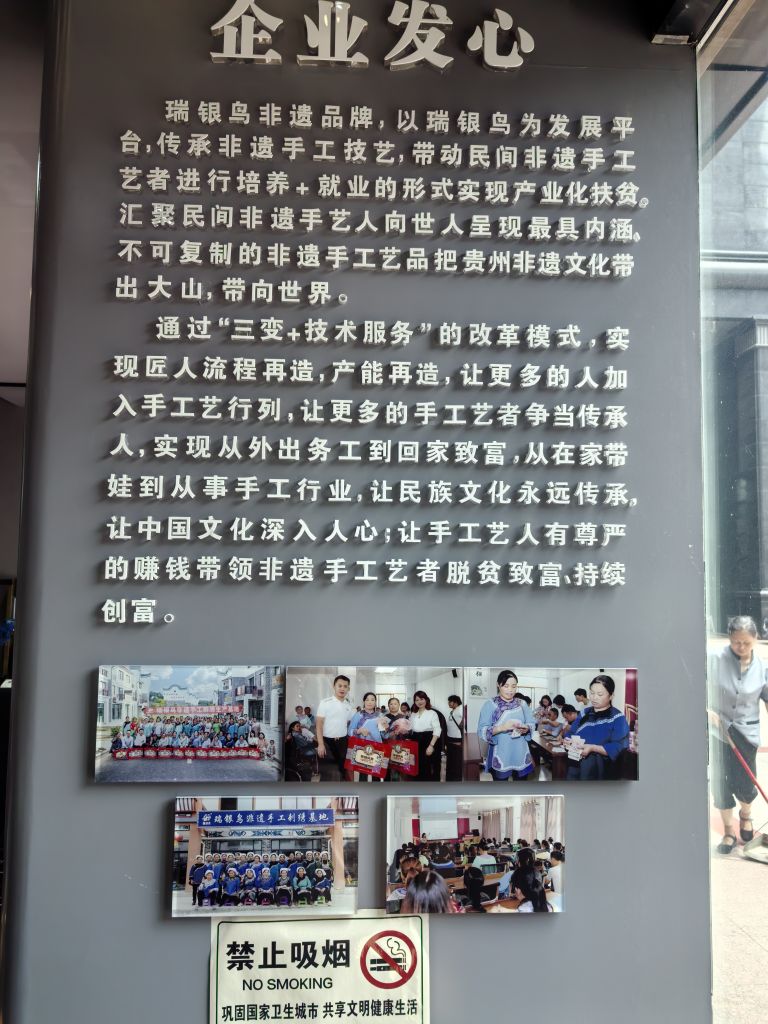 企业发心
瑞银鸟非遗品牌，以瑞银鸟为发展平
台，传承非遗手工技艺，带动民间非遗手工
艺者进行培养+就业的形式实现产业化扶贫。
汇聚民间非遗手艺人向世人呈现最具内涵、
不可复制的非遗手工艺品把贵州非遗文化带
出大山，带向世界。
通过“三变+技术服务”的改革模式，实
现匠人流程再造，产能再造，让更多的人加
入手工艺行列，让更多的手工艺者争当传承
人，实现从外出务工到回家致富，从在家带
娃到从事手工行业，让民族文化永远传承，
让中国文化深入人心；让手工艺人有尊严
的赚钱带领非遗手工艺者脱贫致富、持续
创富。
瑞银鸟非遗手工刺绣基地
禁止吸烟
NO SMOKING
巩固国家卫生城市 共享文明健康生活